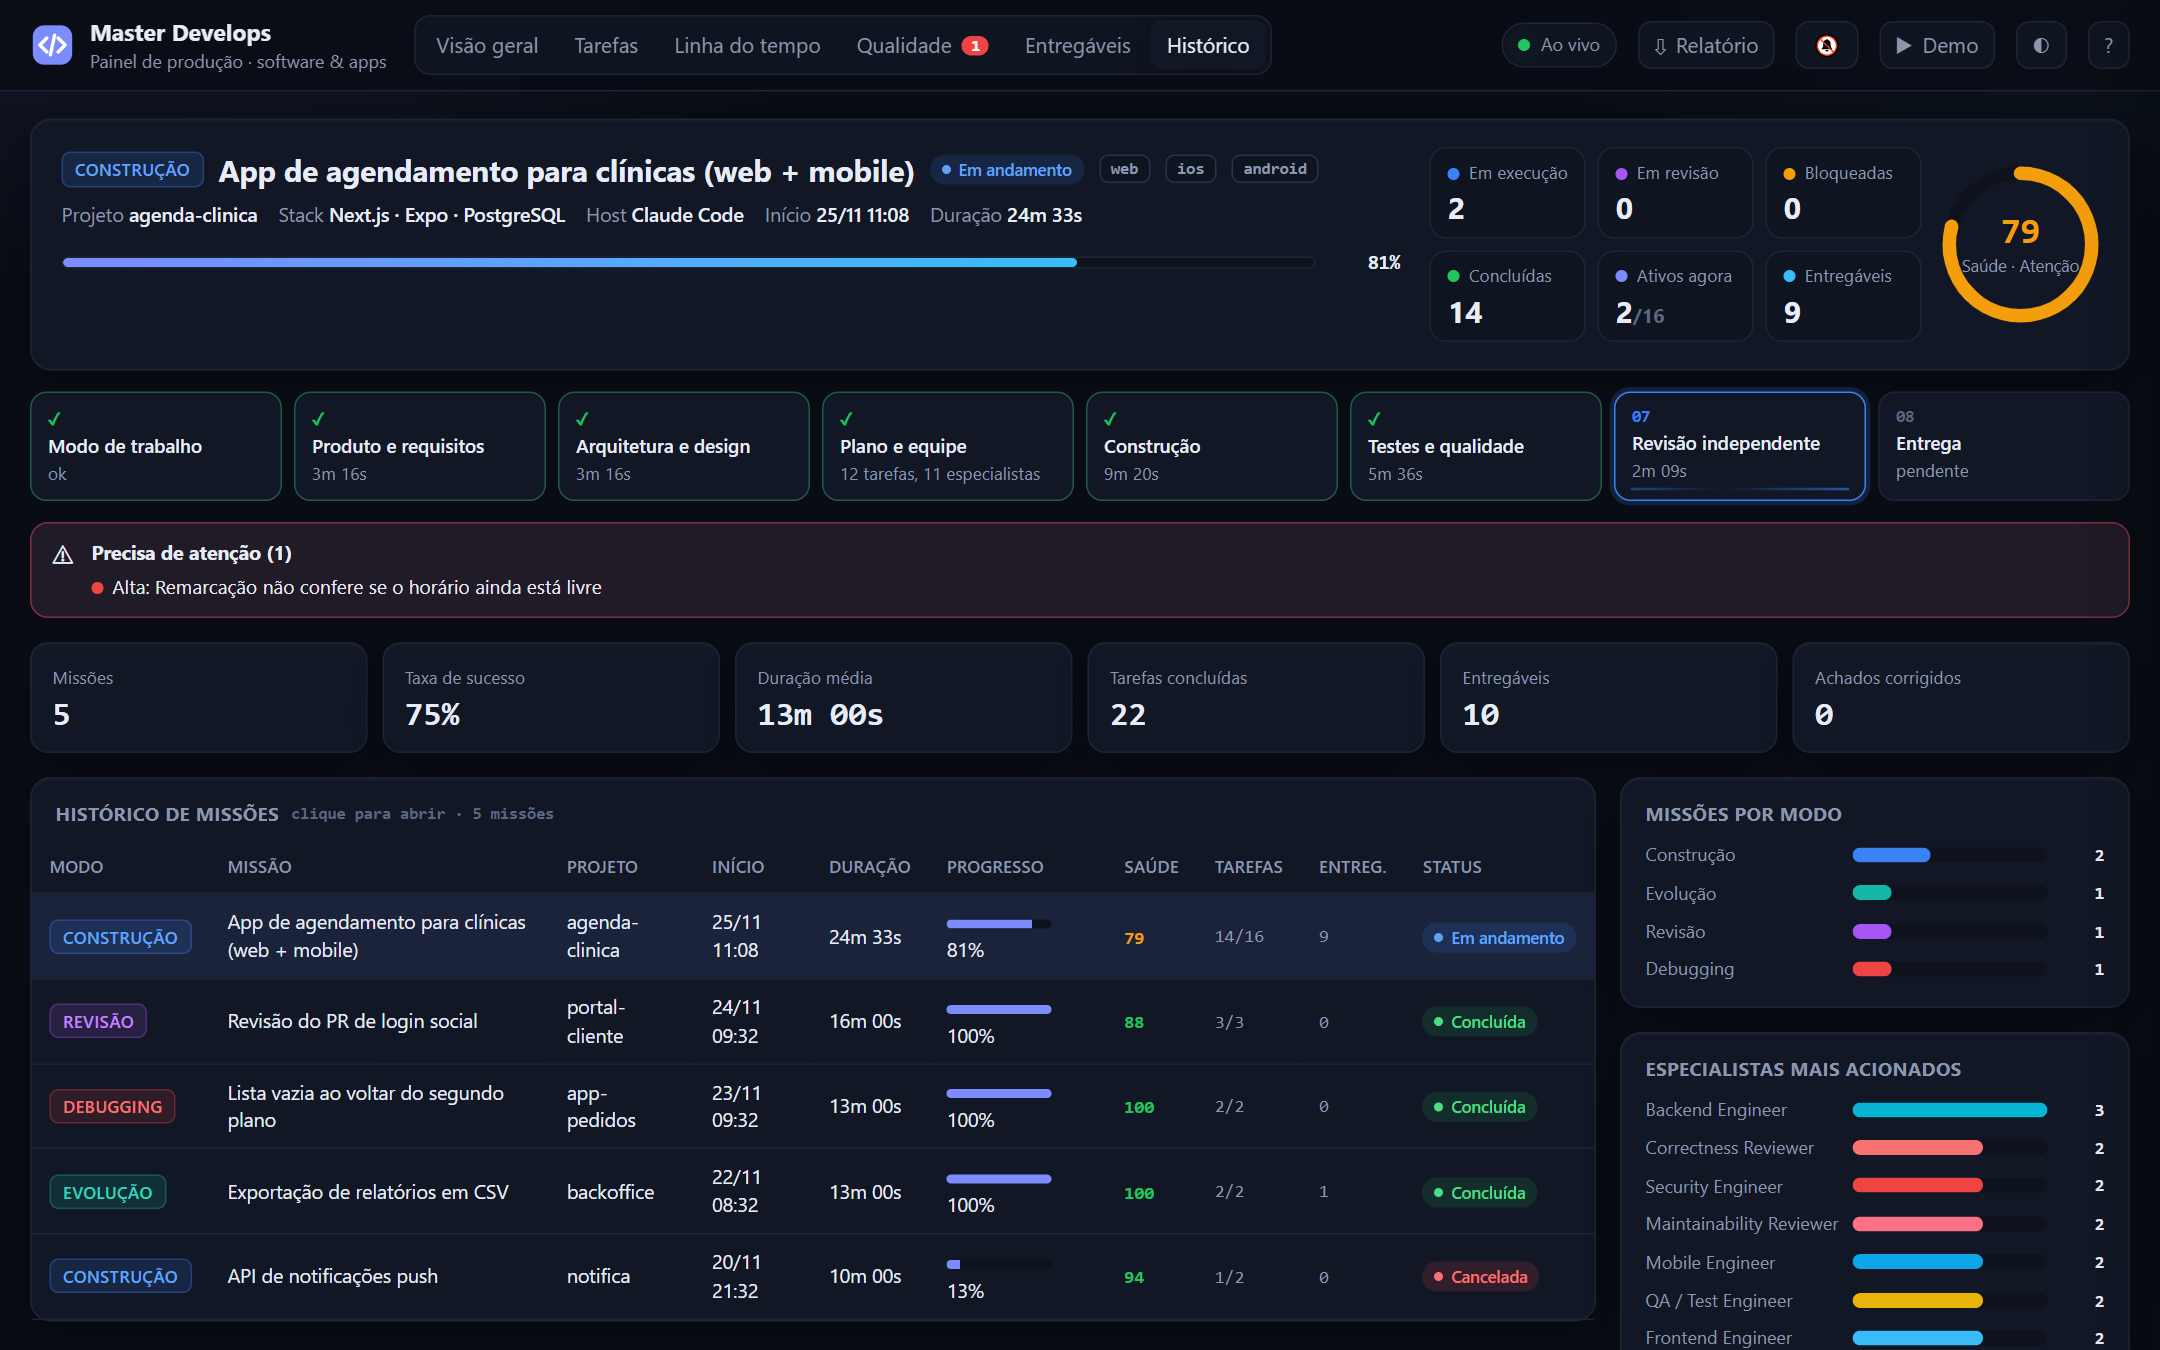 Master Develops
Painel de produção · software & apps
Visão geral
Tarefas
Linha do tempo
Qualidade 1
Entregáveis
Histórico
Ao vivo
⇩ Relatório
▶ Demo
?
CONSTRUÇÃO
App de agendamento para clínicas (web + mobile)
Em andamento
web
ios
android
Projeto agenda-clinica Stack Next.js · Expo · PostgreSQL Host Claude Code Início 25/11 11:08 Duração 24m 33s
81%
Em execução
2
Em revisão
0
Bloqueadas
0
Concluídas
14
Ativos agora
2/16
Entregáveis
9
79
Saúde · Atenção
✓
Modo de trabalho
ok
✓
Produto e requisitos
3m 16s
✓
Arquitetura e design
3m 16s
✓
Plano e equipe
12 tarefas, 11 especialistas
✓
Construção
9m 20s
✓
Testes e qualidade
5m 36s
07
Revisão independente
2m 09s
08
Entrega
pendente
Precisa de atenção (1)
Alta: Remarcação não confere se o horário ainda está livre
Missões
5
Taxa de sucesso
75%
Duração média
13m 00s
Tarefas concluídas
22
Entregáveis
10
Achados corrigidos
0
HISTÓRICO DE MISSÕES clique para abrir · 5 missões
MODO MISSÃO PROJETO INÍCIO DURAÇÃO PROGRESSO SAÚDE TAREFAS ENTREG. STATUS
CONSTRUÇÃO
App de agendamento para clínicas
(web + mobile)
agenda-
clinica
25/11
11:08
24m 33s
81%
79
14/16
9
Em andamento
REVISÃO
Revisão do PR de login social
portal-
cliente
24/11
09:32
16m 00s
100%
88
3/3
0
Concluída
DEBUGGING
Lista vazia ao voltar do segundo
plano
app-
pedidos
23/11
09:32
13m 00s
100%
100
2/2
0
Concluída
EVOLUÇÃO
Exportação de relatórios em CSV
backoffice
22/11
08:32
13m 00s
100%
100
2/2
1
Concluída
CONSTRUÇÃO
API de notificações push
notifica
20/11
21:32
10m 00s
13%
94
1/2
0
Cancelada
MISSÕES POR MODO
Construção 2
Evolução 1
Revisão 1
Debugging 1
ESPECIALISTAS MAIS ACIONADOS
Backend Engineer 3
Correctness Reviewer 2
Security Engineer 2
Maintainability Reviewer 2
Mobile Engineer 2
QA / Test Engineer 2
Frontend Engineer 2